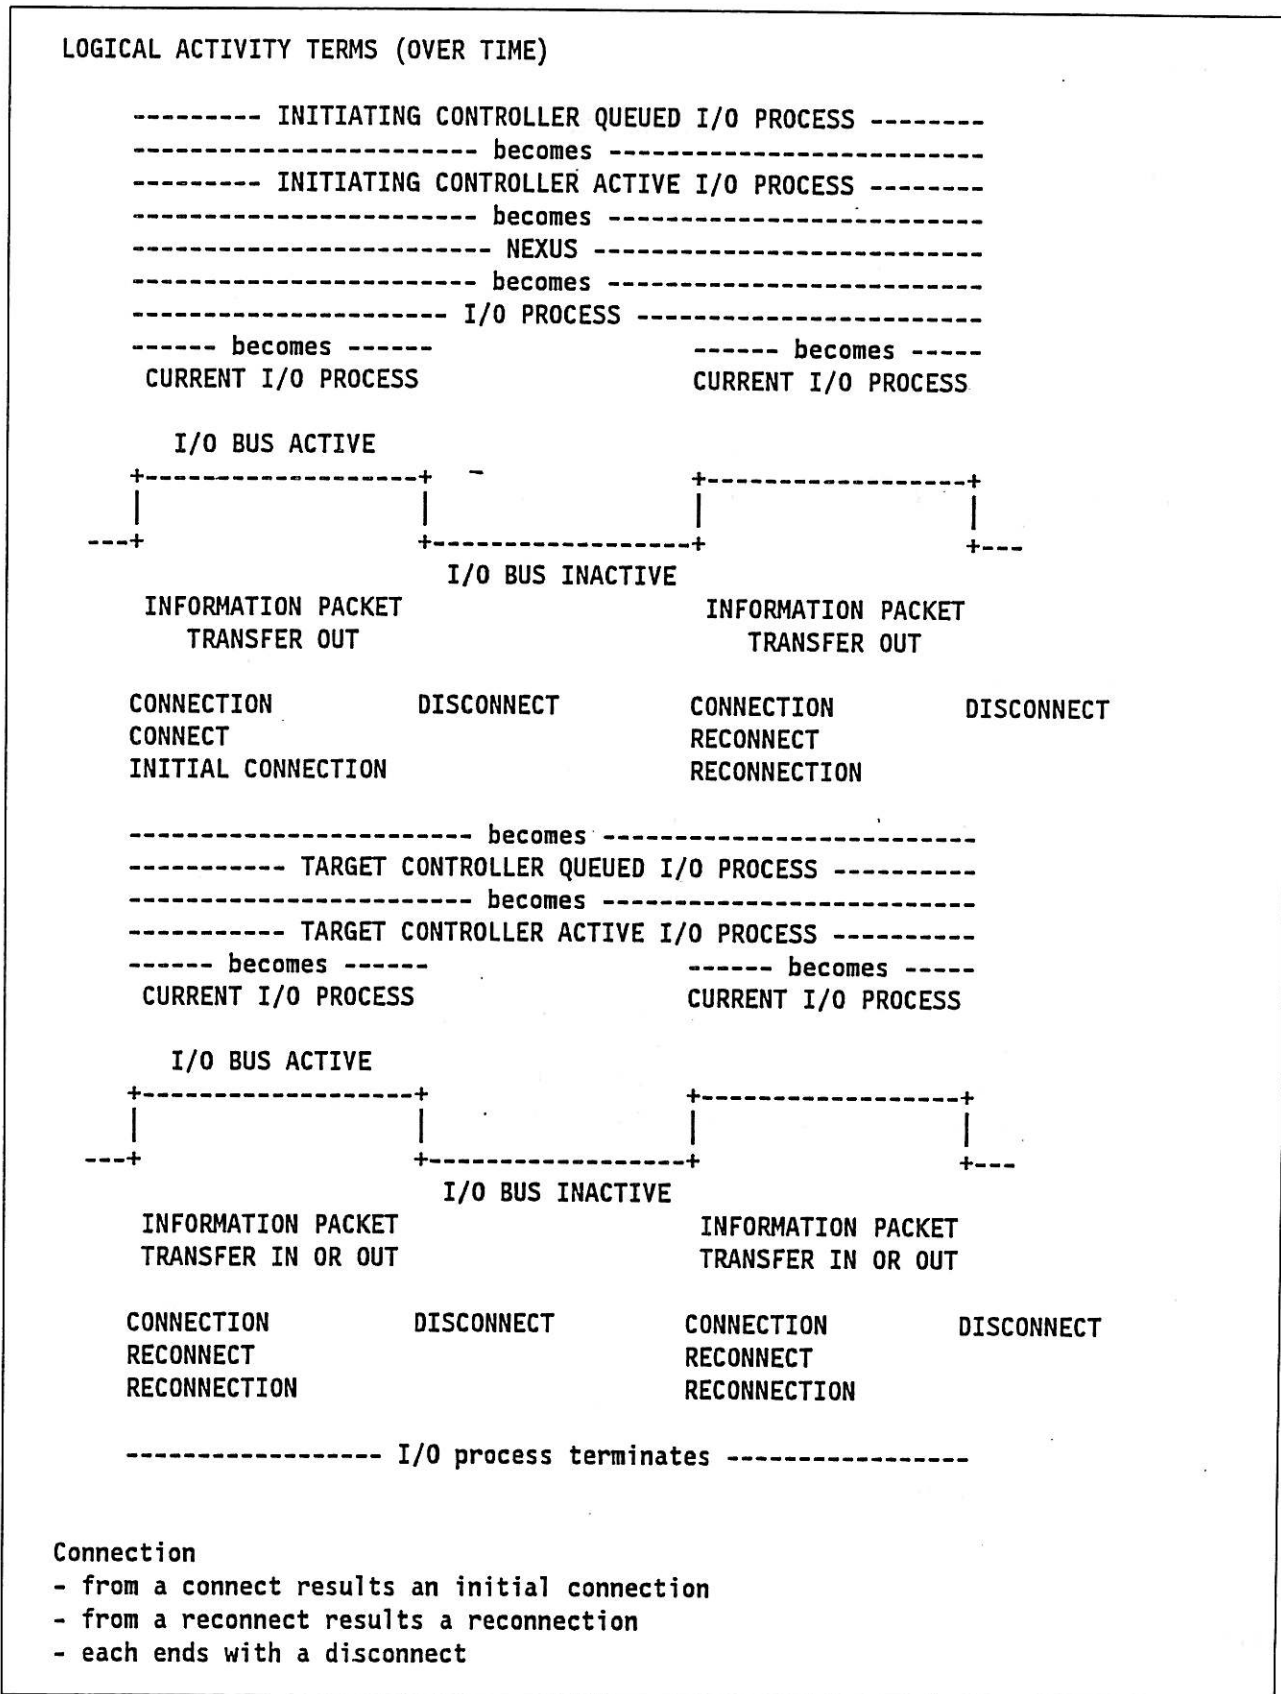 LOGICAL ACTIVITY TERMS (OVER TIME)
--------- INITIATING CONTROLLER QUEUED I/O PROCESS --------
------------------------ becomes --------------------------
--------- INITIATING CONTROLLER ACTIVE I/O PROCESS --------
------------------------ becomes --------------------------
------------------------- NEXUS ---------------------------
------------------------ becomes --------------------------
---------------------- I/O PROCESS ------------------------
------ becomes ------ ------ becomes -----
CURRENT I/O PROCESS CURRENT I/O PROCESS
I/O BUS ACTIVE
+-------------------+ +------------------+
| | | |
---+ +------------------+ +---
I/O BUS INACTIVE
INFORMATION PACKET INFORMATION PACKET
TRANSFER OUT TRANSFER OUT
CONNECTION DISCONNECT CONNECTION DISCONNECT
CONNECT RECONNECT
INITIAL CONNECTION RECONNECTION
------------------------ becomes --------------------------
----------- TARGET CONTROLLER QUEUED I/O PROCESS ----------
------------------------ becomes --------------------------
----------- TARGET CONTROLLER ACTIVE I/O PROCESS ----------
------ becomes ------ ------ becomes -----
CURRENT I/O PROCESS CURRENT I/O PROCESS
I/O BUS ACTIVE
+-------------------+ +------------------+
| | | |
---+ +------------------+ +---
I/O BUS INACTIVE
INFORMATION PACKET INFORMATION PACKET
TRANSFER IN OR OUT TRANSFER IN OR OUT
CONNECTION DISCONNECT CONNECTION DISCONNECT
RECONNECT RECONNECT
RECONNECTION RECONNECTION
------------------ I/O process terminates -----------------
Connection
- from a connect results an initial connection
- from a reconnect results a reconnection
- each ends with a disconnect